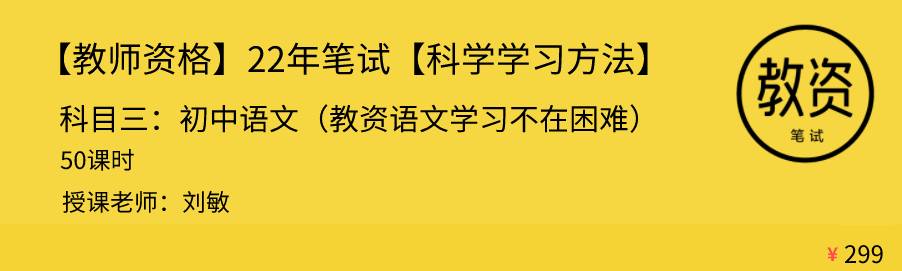 【教师资格】22年笔试【科学学习方法】
科目三：初中语文（教资语文学习不在困难）
50课时
授课老师：刘敏
教资
笔试
¥ 299